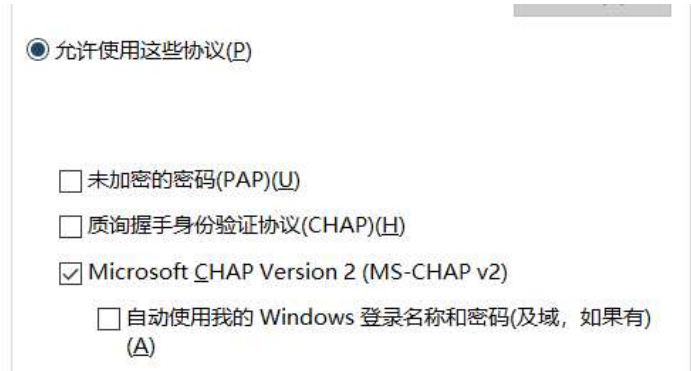 允许使用这些协议(P)
未加密的密码(PAP)(U)
质询握手身份验证协议(CHAP)(H)
Microsoft CHAP Version 2 (MS-CHAP v2)
自动使用我的 Windows 登录名称和密码(及域，如果有)
(A)